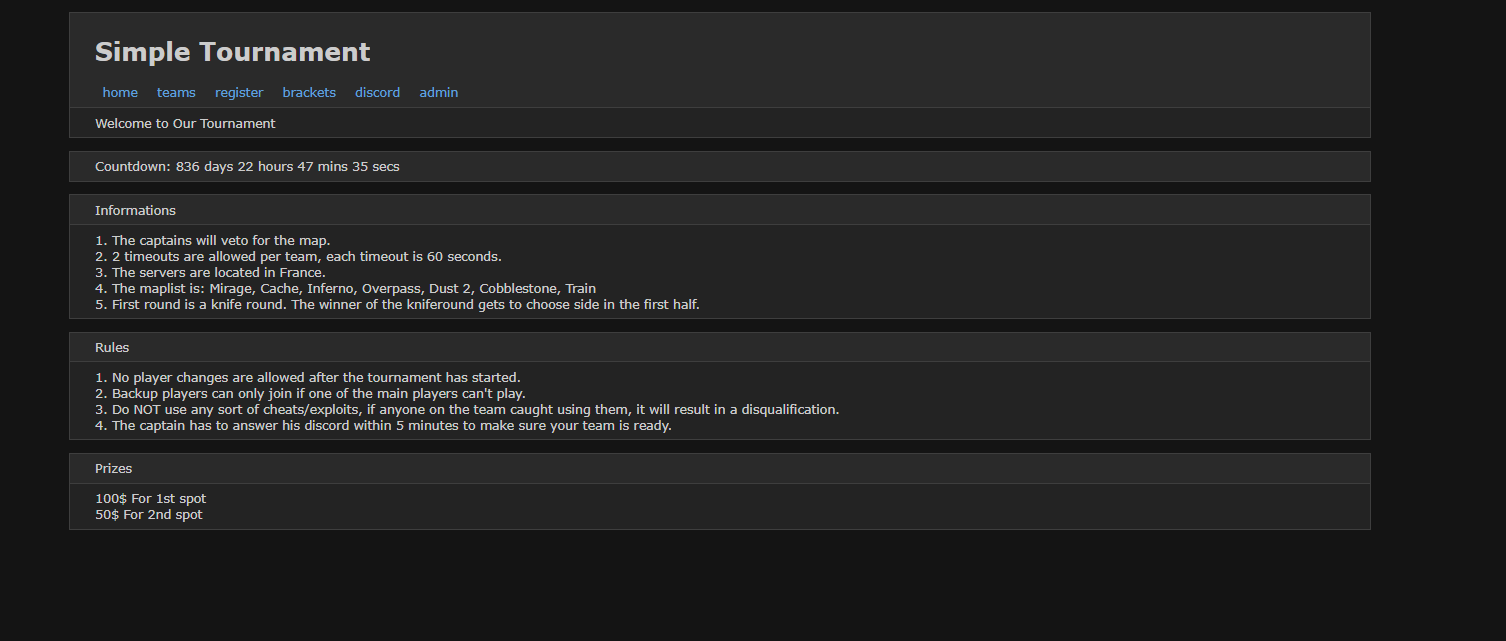 Simple Tournament
home teams register brackets discord admin
Welcome to Our Tournament
Countdown: 836 days 22 hours 47 mins 35 secs
Informations
1. The captains will veto for the map.
2. 2 timeouts are allowed per team, each timeout is 60 seconds.
3. The servers are located in France.
4. The maplist is: Mirage, Cache, Inferno, Overpass, Dust 2, Cobblestone, Train
5. First round is a knife round. The winner of the kniferound gets to choose side in the first half.
Rules
1. No player changes are allowed after the tournament has started.
2. Backup players can only join if one of the main players can't play.
3. Do NOT use any sort of cheats/exploits, if anyone on the team caught using them, it will result in a disqualification.
4. The captain has to answer his discord within 5 minutes to make sure your team is ready.
Prizes
100$ For 1st spot
50$ For 2nd spot